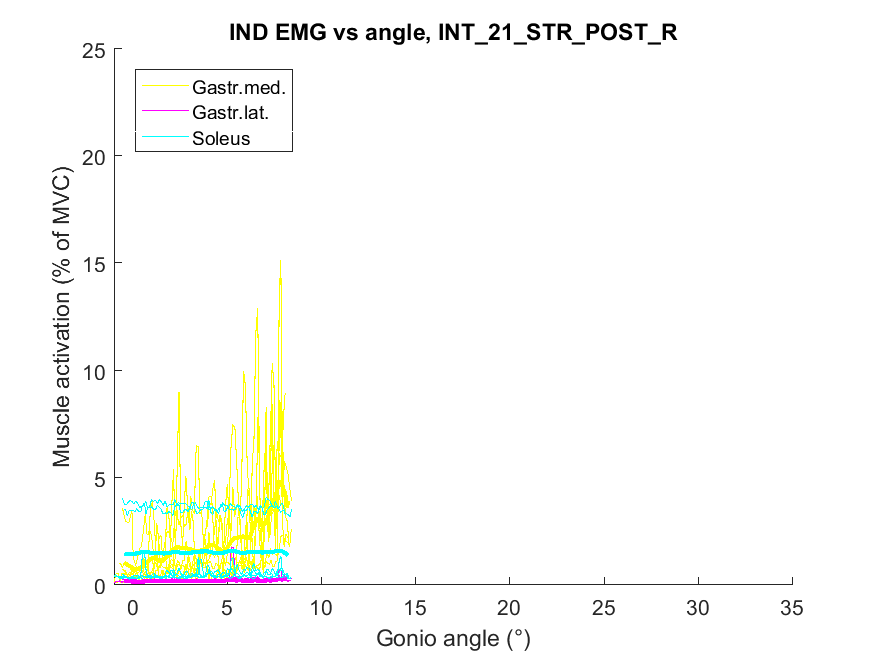 IND EMG vs angle, INT_21_STR_POST_R
25
20
15
10
5
0
Gastr.med.
Gastr.lat.
Soleus
Muscle activation (% of MVC)
0 5 10 15 20 25 30 35
Gonio angle (°)